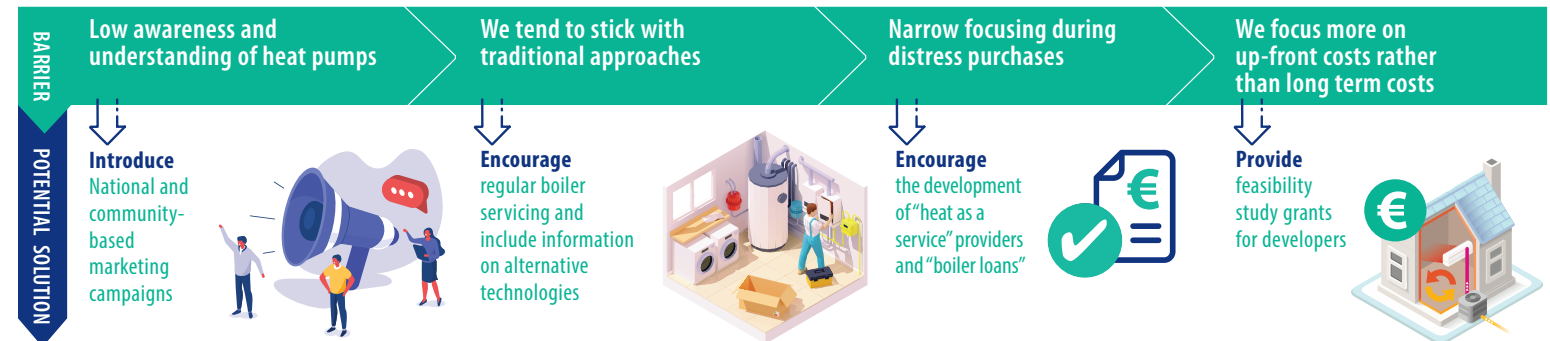 BARRIER
Low awareness and
understanding of heat pumps
We tend to stick with
traditional approaches
Narrow focusing during
distress purchases
We focus more on
up-front costs rather
than long term costs
POTENTIAL SOLUTION
Introduce
National and
community-
based
marketing
campaigns
Encourage
regular boiler
servicing and
include information
on alternative
technologies
Encourage
the development
of “heat as a
service” providers
and “boiler loans”
€
Provide
feasibility
study grants
for developers
€